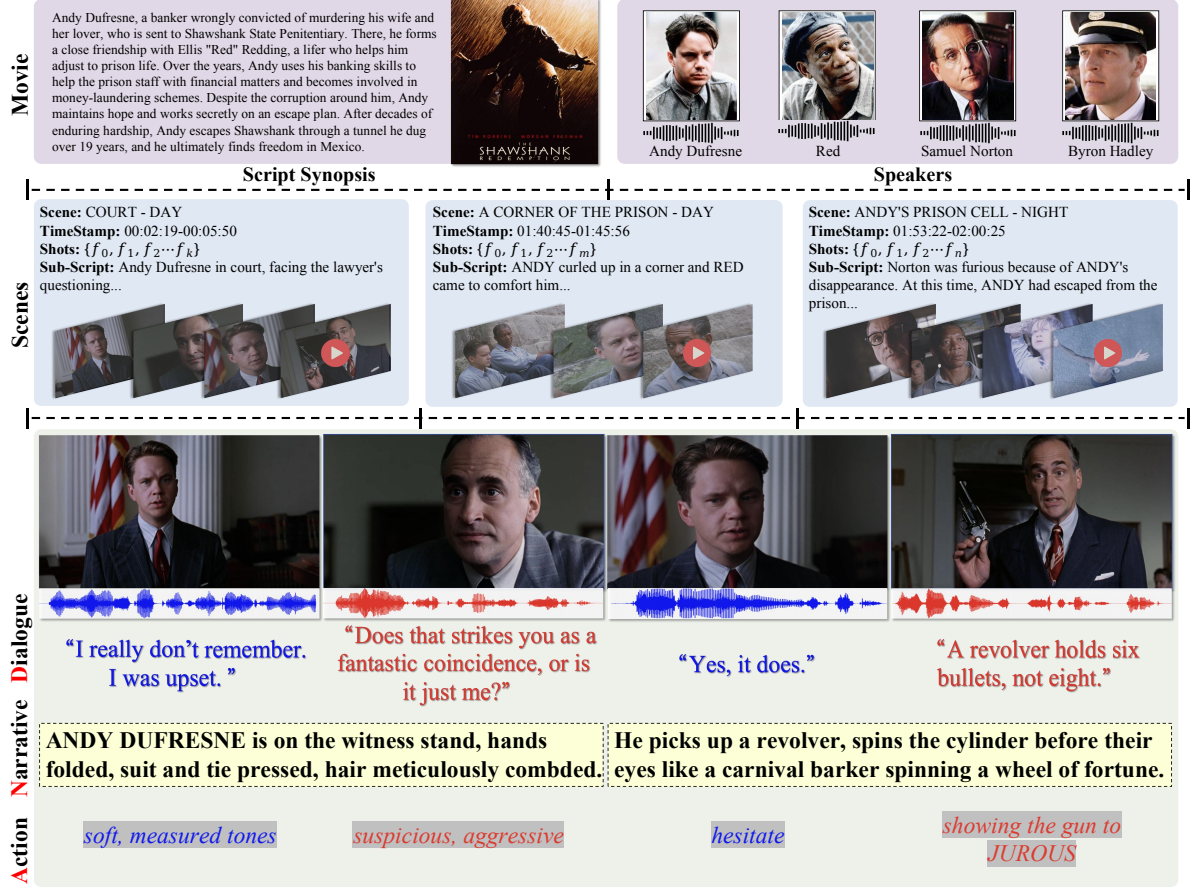 Movie
Andy Dufresne, a banker wrongly convicted of murdering his wife and
her lover, who is sent to Shawshank State Penitentiary. There, he forms
a close friendship with Ellis "Red" Redding, a lifer who helps him
adjust to prison life. Over the years, Andy uses his banking skills to
help the prison staff with financial matters and becomes involved in
money-laundering schemes. Despite the corruption around him, Andy
maintains hope and works secretly on an escape plan. After decades of
enduring hardship, Andy escapes Shawshank through a tunnel he dug
over 19 years, and he ultimately finds freedom in Mexico.
TIM ROBBINS MORGAN FREEMAN
THE
SHAWSHANK
REDEMPTION
Andy Dufresne
Red
Samuel Norton
Byron Hadley
Script Synopsis
Speakers
Scenes
Scene: COURT - DAY
TimeStamp: 00:02:19-00:05:50
Shots: {f0, f1, f2⋯fk}
Sub-Script: Andy Dufresne in court, facing the lawyer's
questioning...
Scene: A CORNER OF THE PRISON - DAY
TimeStamp: 01:40:45-01:45:56
Shots: {f0, f1, f2⋯fm}
Sub-Script: ANDY curled up in a corner and RED
came to comfort him...
Scene: ANDY'S PRISON CELL - NIGHT
TimeStamp: 01:53:22-02:00:25
Shots: {f0, f1, f2⋯fn}
Sub-Script: Norton was furious because of ANDY's
disappearance. At this time, ANDY had escaped from the
prison...
Dialogue
“I really don’t remember.
I was upset. ”
“Does that strikes you as a
fantastic coincidence, or is
it just me?”
“Yes, it does.”
“A revolver holds six
bullets, not eight.”
Narrative
ANDY DUFRESNE is on the witness stand, hands
folded, suit and tie pressed, hair meticulously combded.
He picks up a revolver, spins the cylinder before their
eyes like a carnival barker spinning a wheel of fortune.
Action
soft, measured tones
suspicious, aggressive
hesitate
showing the gun to
JUROUS